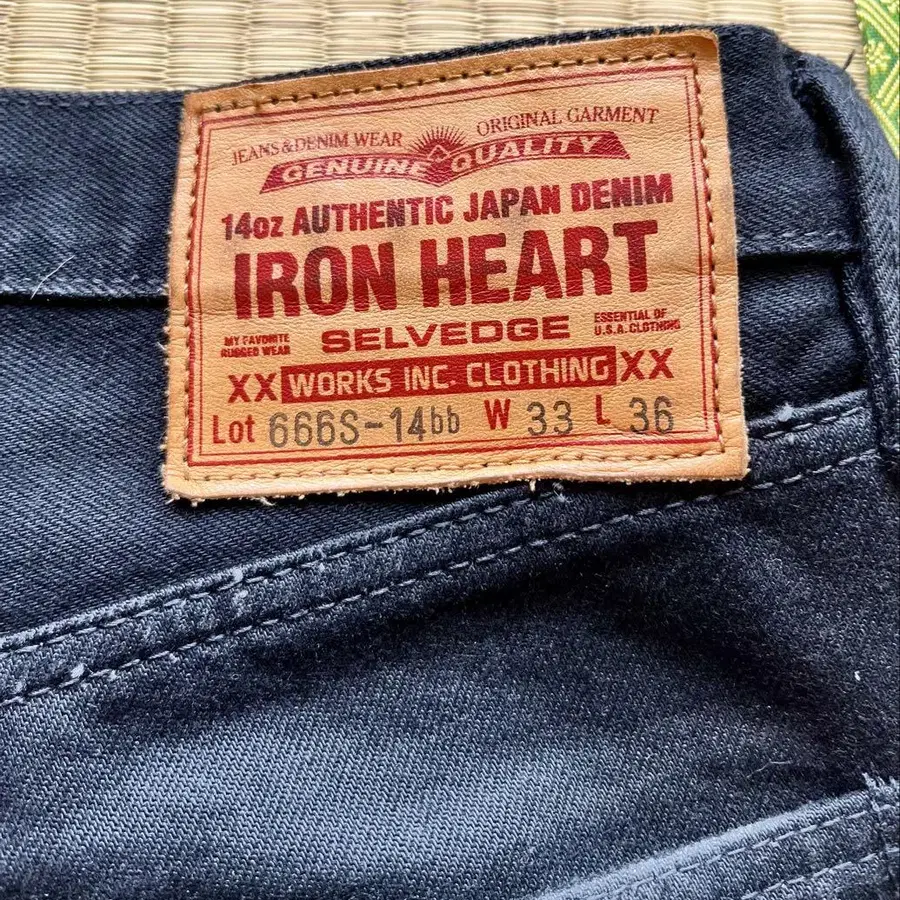 JEANS&DENIM WEAR ORIGINAL GARMENT
GENUINE QUALITY
14oz AUTHENTIC JAPAN DENIM
IRON HEART
MY FAVORITE RUGGED WEAR
SELVEDGE
ESSENTIAL OF U.S.A. CLOTHING
XX WORKS INC. CLOTHING XX
Lot 666S-14bb W 33 L 36